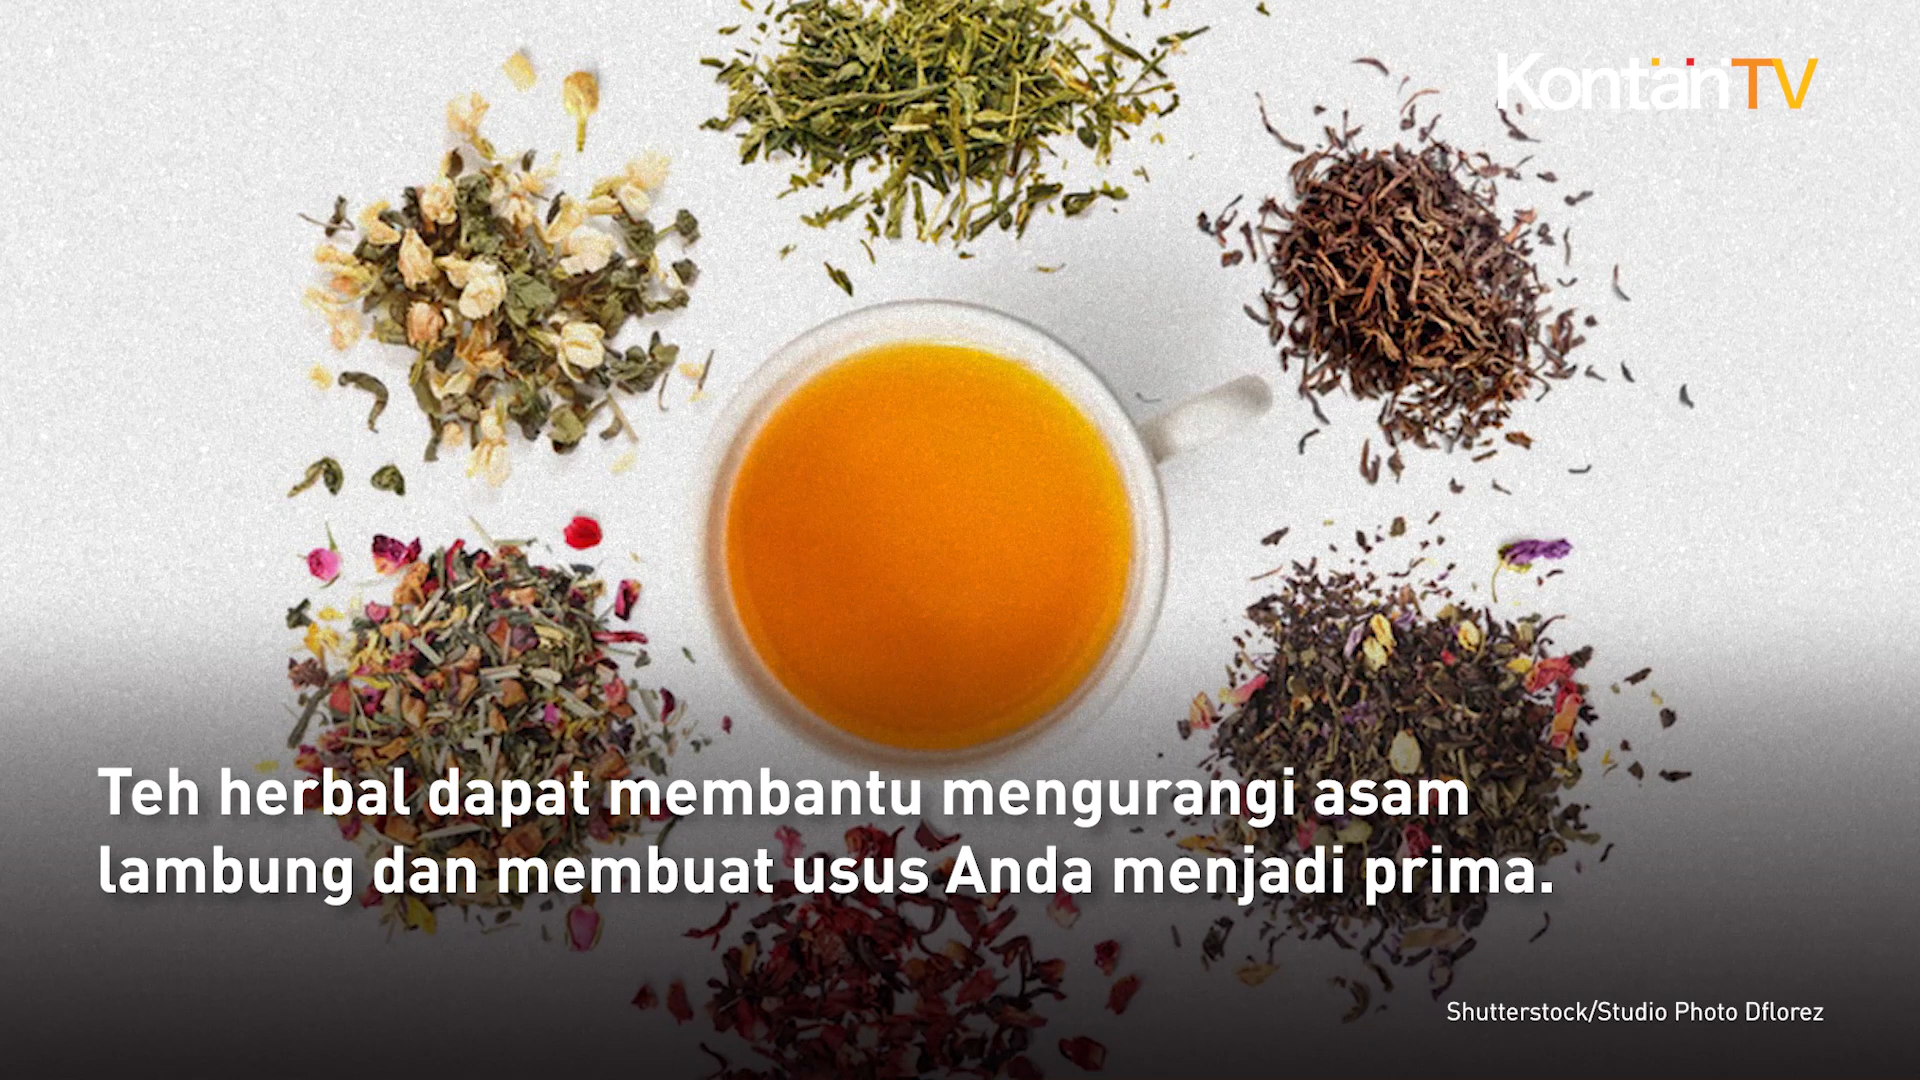 KontanTV
Teh herbal dapat membantu mengurangi asam
lambung dan membuat usus Anda menjadi prima.
Shutterstock/Studio Photo Dflorez